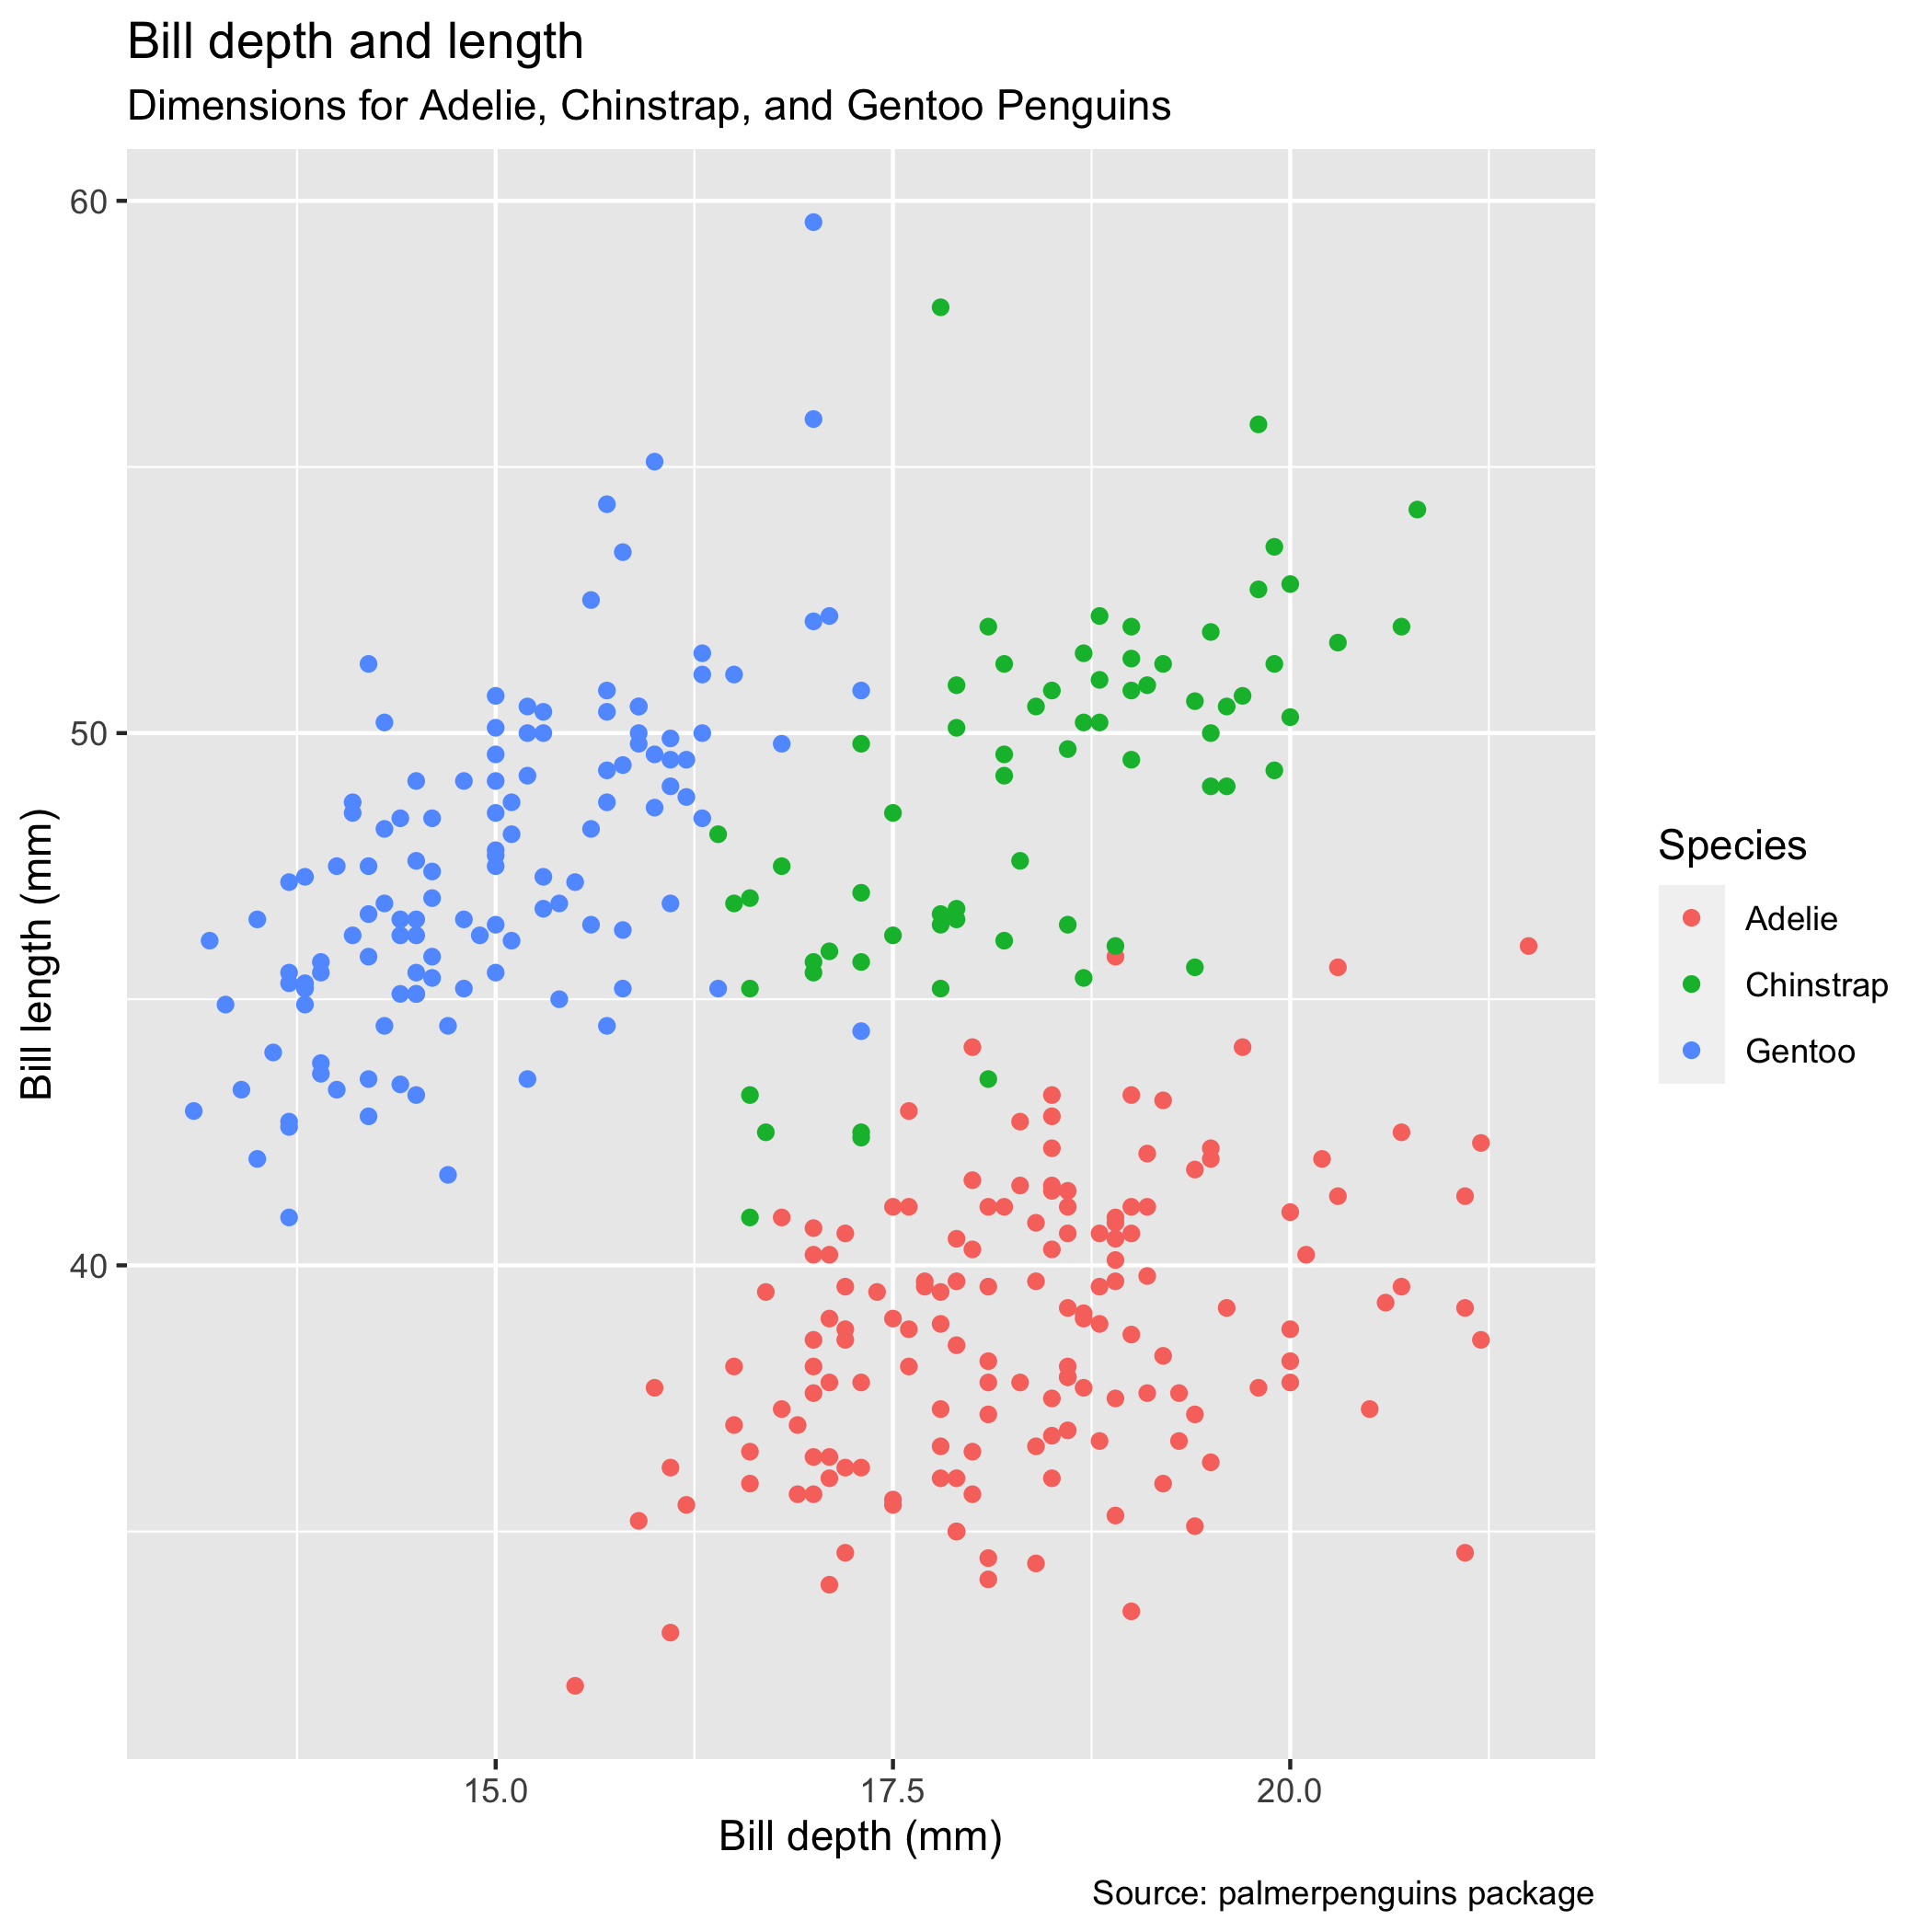 Bill depth and length
Dimensions for Adelie, Chinstrap, and Gentoo Penguins
60
50
40
Bill length (mm)
15.0 17.5 20.0
Bill depth (mm)
Species
Adelie
Chinstrap
Gentoo
Source: palmerpenguins package